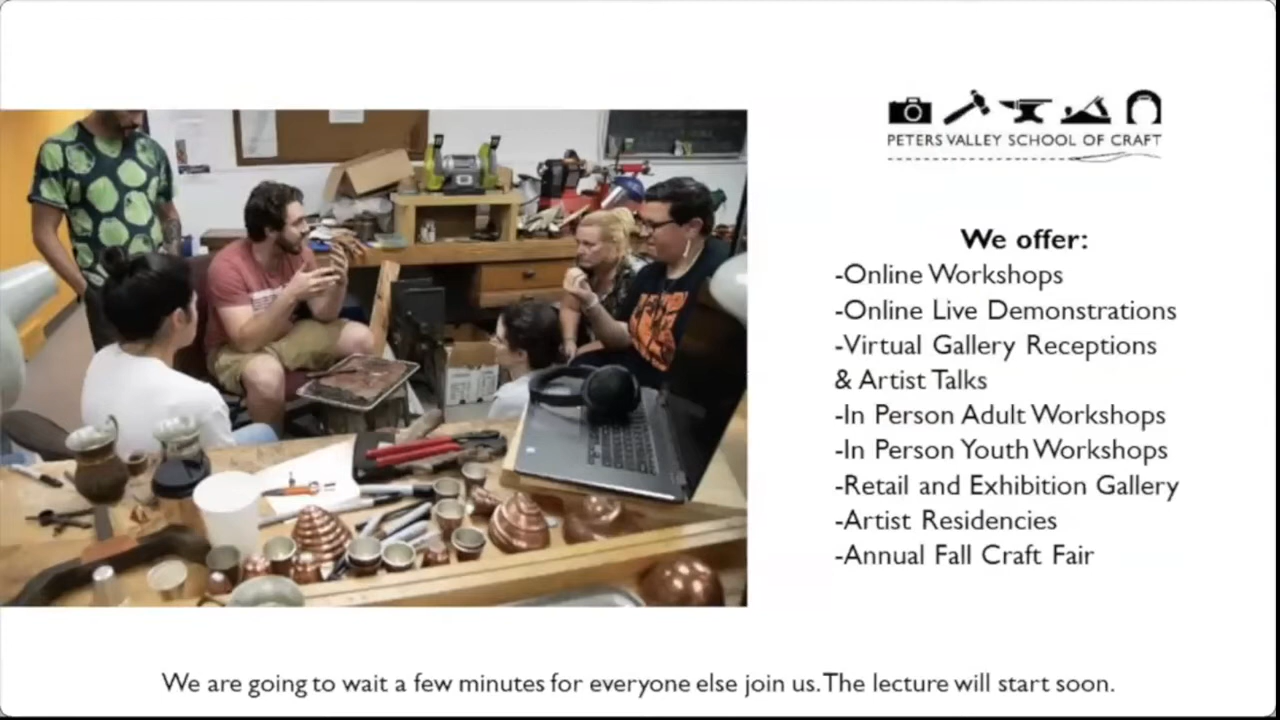 PETERS VALLEY SCHOOL OF CRAFT
We offer:
-Online Workshops
-Online Live Demonstrations
-Virtual Gallery Receptions
& Artist Talks
-In Person Adult Workshops
-In Person Youth Workshops
-Retail and Exhibition Gallery
-Artist Residencies
-Annual Fall Craft Fair
We are going to wait a few minutes for everyone else join us. The lecture will start soon.